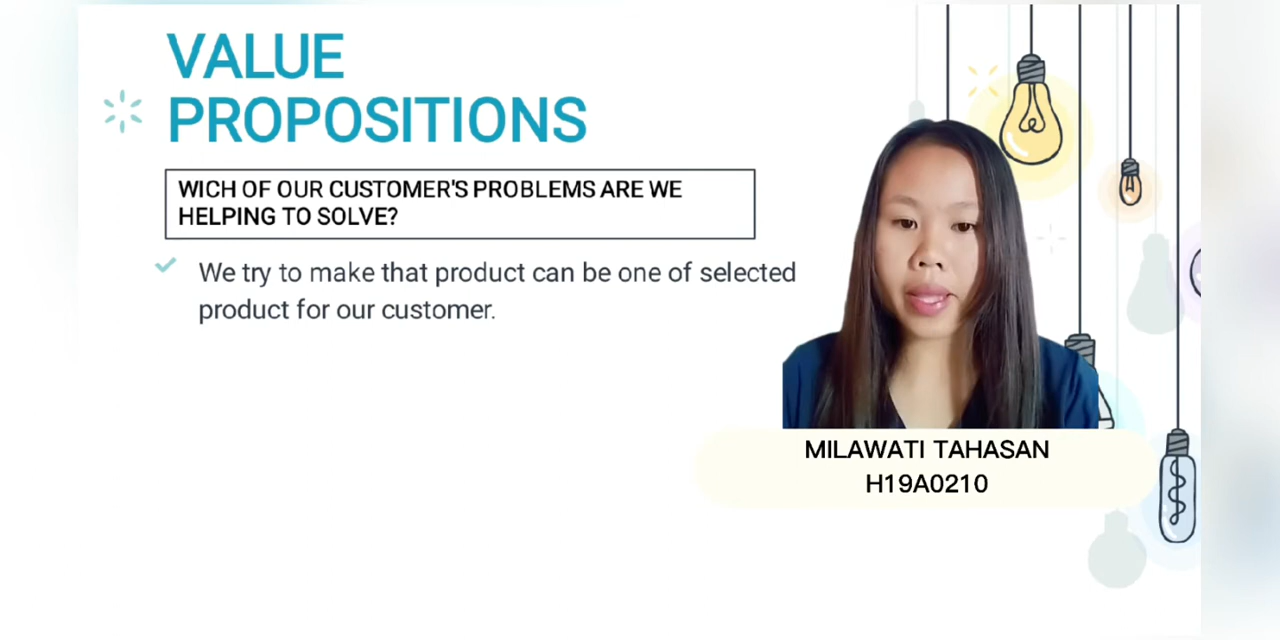 VALUE
PROPOSITIONS
WICH OF OUR CUSTOMER'S PROBLEMS ARE WE
HELPING TO SOLVE?
We try to make that product can be one of selected
product for our customer.
MILAWATI TAHASAN
H19A0210